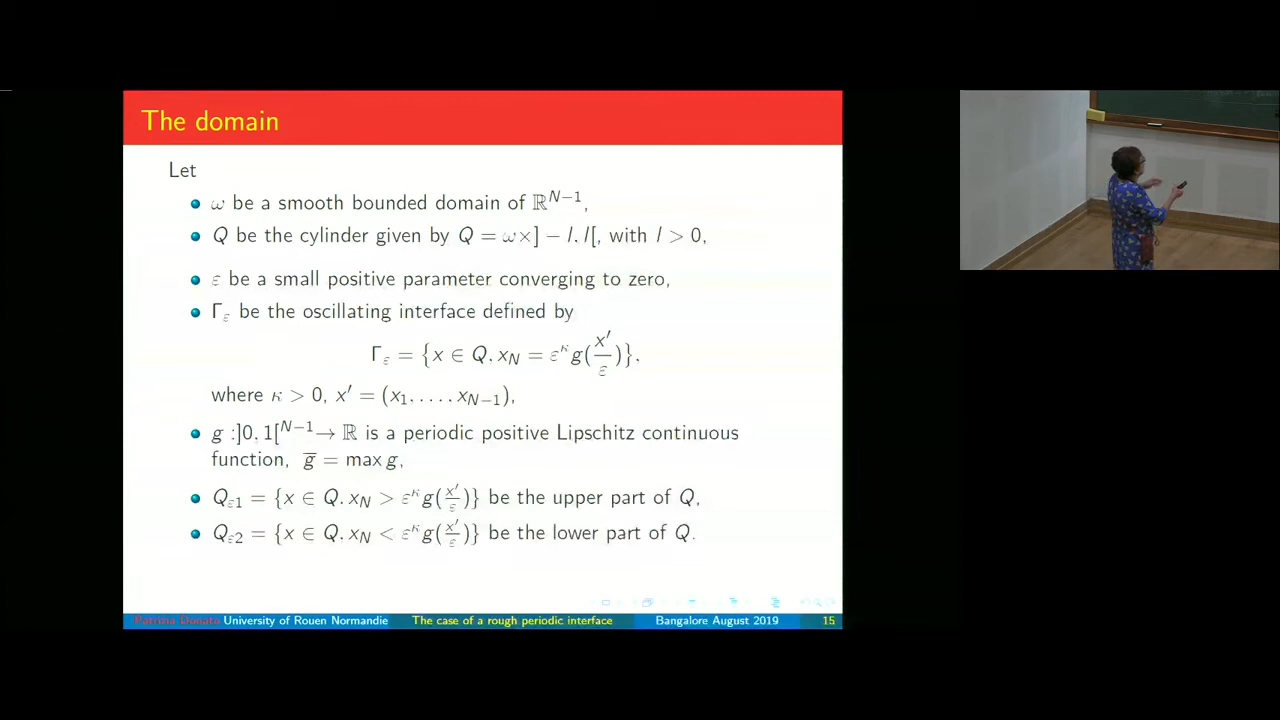 The domain
Let
ω be a smooth bounded domain of ℝ^{N−1},
Q be the cylinder given by Q = ω×] − l, l[, with l > 0,
ε be a small positive parameter converging to zero,
Γ_ε be the oscillating interface defined by
Γ_ε = {x ∈ Q, x_N = ε^κ g(x′/ε)},
where κ > 0, x′ = (x_1, . . . . x_{N−1}),
g :]0, 1[^{N−1}→ ℝ is a periodic positive Lipschitz continuous
function, g̅ = max g,
Q_{ε1} = {x ∈ Q. x_N > ε^κ g(x′/ε)} be the upper part of Q,
Q_{ε2} = {x ∈ Q. x_N < ε^κ g(x′/ε)} be the lower part of Q.
Patrizia Donato University of Rouen Normandie The case of a rough periodic interface Bangalore August 2019 15